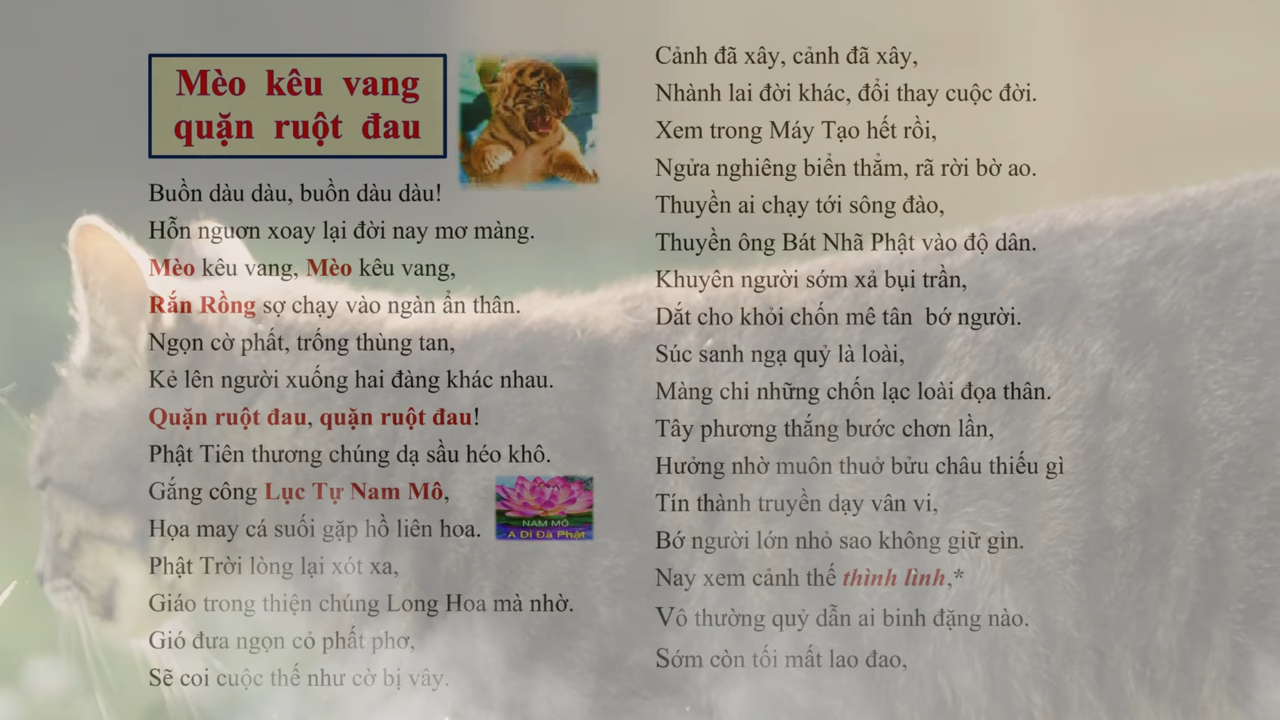 Mèo kêu vang
quặn ruột đau
Buồn dàu dàu, buồn dàu dàu!
Hỗn nguơn xoay lại đời nay mơ màng.
Mèo kêu vang, Mèo kêu vang,
Rắn Rồng sợ chạy vào ngàn ẩn thân.
Ngọn cờ phất, trống thùng tan,
Kẻ lên người xuống hai đàng khác nhau.
Quặn ruột đau, quặn ruột đau!
Phật Tiên thương chúng dạ sầu héo khô.
Gắng công Lục Tự Nam Mô,
Họa may cá suối gặp hồ liên hoa.
NAM MÔ
A Di Đà Phật
Phật Trời lòng lại xót xa,
Giáo trong thiện chúng Long Hoa mà nhờ.
Gió đưa ngọn cỏ phất phơ,
Sẽ coi cuộc thế như cờ bị vây.
Cảnh đã xây, cảnh đã xây,
Nhành lai đời khác, đổi thay cuộc đời.
Xem trong Máy Tạo hết rồi,
Ngửa nghiêng biển thẳm, rã rời bờ ao.
Thuyền ai chạy tới sông đào,
Thuyền ông Bát Nhã Phật vào độ dân.
Khuyên người sớm xả bụi trần,
Dắt cho khỏi chốn mê tân bớ người.
Súc sanh ngạ quỷ là loài,
Màng chi những chốn lạc loài đọa thân.
Tây phương thắng bước chơn lần,
Hưởng nhờ muôn thuở bửu châu thiếu gì
Tín thành truyền dạy vân vi,
Bớ người lớn nhỏ sao không giữ gìn.
Nay xem cảnh thế thình lình,*
Vô thường quỷ dẫn ai binh đặng nào.
Sớm còn tối mất lao đao,